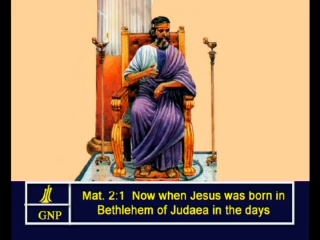 Mat. 2:1 Now when Jesus was born in
Bethlehem of Judaea in the days
GNP